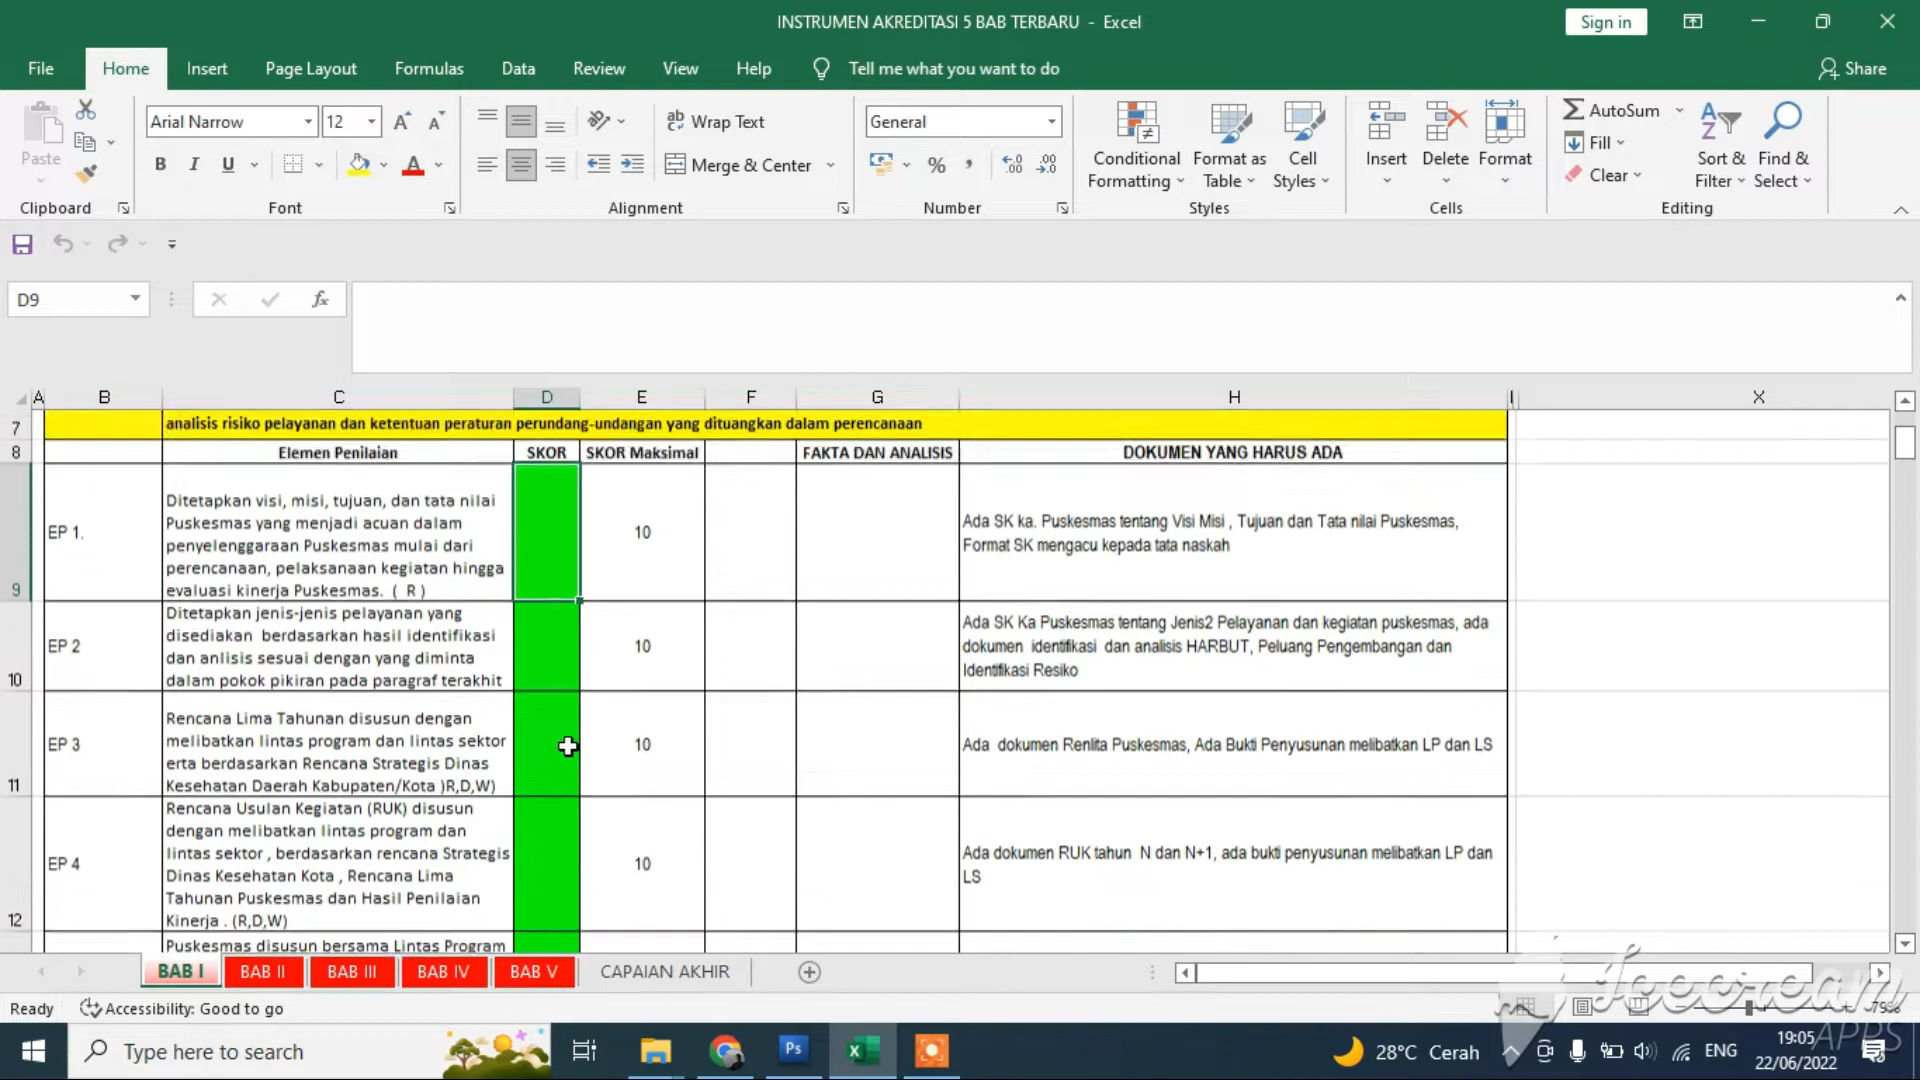 INSTRUMEN AKREDITASI 5 BAB TERBARU - Excel
Sign in
File Home Insert Page Layout Formulas Data Review View Help Tell me what you want to do Share
Paste
Clipboard
Arial Narrow 12
B I U
Font
Wrap Text
Merge & Center
Alignment
General
Number
Conditional Formatting
Format as Table
Cell Styles
Styles
Insert Delete Format
Cells
AutoSum
Fill
Clear
Sort & Filter
Find & Select
Editing
D9
fx
A B C D E F G H I X
7 analisis risiko pelayanan dan ketentuan peraturan perundang-undangan yang dituangkan dalam perencanaan
8 Elemen Penilaian SKOR SKOR Maksimal FAKTA DAN ANALISIS DOKUMEN YANG HARUS ADA
9
EP 1.
Ditetapkan visi, misi, tujuan, dan tata nilai
Puskesmas yang menjadi acuan dalam
penyelenggaraan Puskesmas mulai dari
perencanaan, pelaksanaan kegiatan hingga
evaluasi kinerja Puskesmas. ( R )
10
Ada SK ka. Puskesmas tentang Visi Misi , Tujuan dan Tata nilai Puskesmas,
Format SK mengacu kepada tata naskah
10
EP 2
Ditetapkan jenis-jenis pelayanan yang
disediakan berdasarkan hasil identifikasi
dan anlisis sesuai dengan yang diminta
dalam pokok pikiran pada paragraf terakhit
10
Ada SK Ka Puskesmas tentang Jenis2 Pelayanan dan kegiatan puskesmas, ada
dokumen identifikasi dan analisis HARBUT, Peluang Pengembangan dan
Identifikasi Resiko
11
EP 3
Rencana Lima Tahunan disusun dengan
melibatkan lintas program dan lintas sektor
erta berdasarkan Rencana Strategis Dinas
Kesehatan Daerah Kabupaten/Kota )R,D,W)
10
Ada dokumen Renlita Puskesmas, Ada Bukti Penyusunan melibatkan LP dan LS
12
EP 4
Rencana Usulan Kegiatan (RUK) disusun
dengan melibatkan lintas program dan
lintas sektor , berdasarkan rencana Strategis
Dinas Kesehatan Kota , Rencana Lima
Tahunan Puskesmas dan Hasil Penilaian
Kinerja . (R,D,W)
10
Ada dokumen RUK tahun N dan N+1, ada bukti penyusunan melibatkan LP dan
LS
Puskesmas disusun bersama Lintas Program
BAB I BAB II BAB III BAB IV BAB V CAPAIAN AKHIR
Ready Accessibility: Good to go 79%
Icecream
APPS
Type here to search
Ps
28°C Cerah
ENG
19:05
22/06/2022